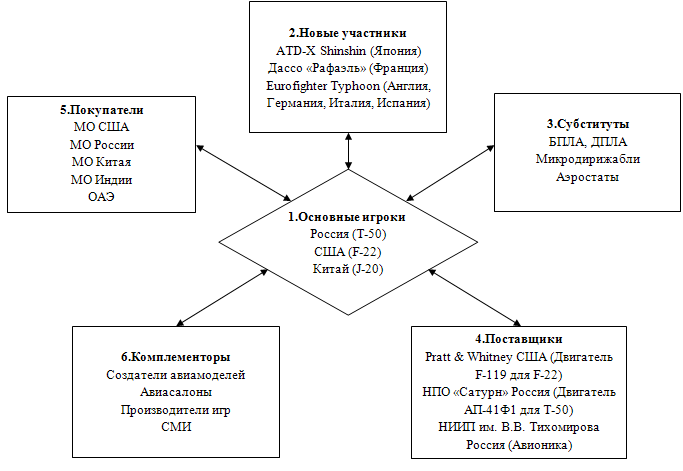 2.Новые участники
ATD-X Shinshin (Япония)
Дассо «Рафаэль» (Франция)
Eurofighter Typhoon (Англия,
Германия, Италия, Испания)
5.Покупатели
МО США
МО России
МО Китая
МО Индии
ОАЭ
3.Субституты
БПЛА, ДПЛА
Микродирижабли
Аэростаты
1.Основные игроки
Россия (Т-50)
США (F-22)
Китай (J-20)
6.Комплементоры
Создатели авиамоделей
Авиасалоны
Производители игр
СМИ
4.Поставщики
Pratt & Whitney США (Двигатель
F-119 для F-22)
НПО «Сатурн» Россия (Двигатель
АП-41Ф1 для Т-50)
НИИП им. В.В. Тихомирова
Россия (Авионика)